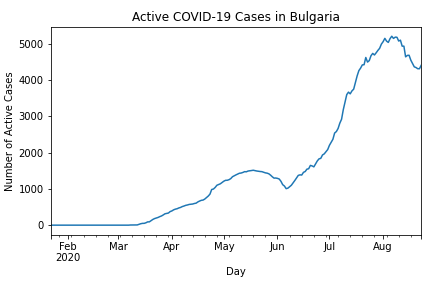 Active COVID-19 Cases in Bulgaria
Number of Active Cases
5000
4000
3000
2000
1000
0
Feb Mar Apr May Jun Jul Aug
2020
Day